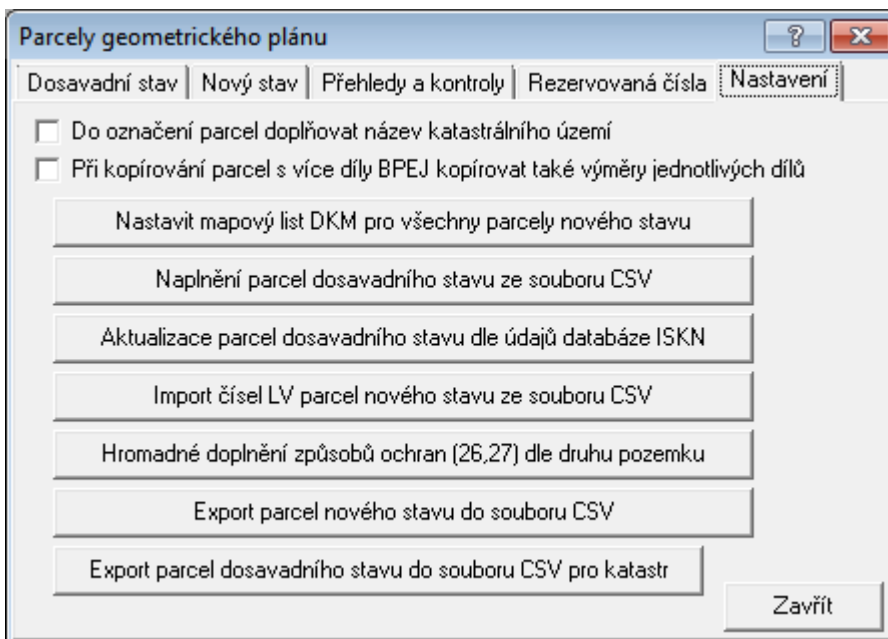 Parcely geometrického plánu
Dosavadní stav Nový stav Přehledy a kontroly Rezervovaná čísla Nastavení
Do označení parcel doplňovat název katastrálního území
Při kopírování parcel s více díly BPEJ kopírovat také výměry jednotlivých dílů
Nastavit mapový list DKM pro všechny parcely nového stavu
Naplnění parcel dosavadního stavu ze souboru CSV
Aktualizace parcel dosavadního stavu dle údajů databáze ISKN
Import čísel LV parcel nového stavu ze souboru CSV
Hromadné doplnění způsobů ochran (26,27) dle druhu pozemku
Export parcel nového stavu do souboru CSV
Export parcel dosavadního stavu do souboru CSV pro katastr
Zavřít